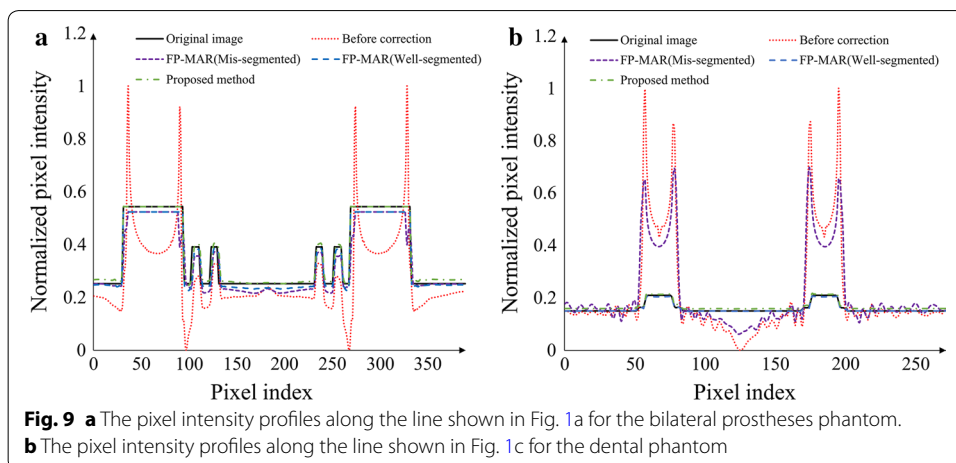 a
1.2
1
0.8
0.6
0.4
0.2
0
Normalized pixel intensity
Original image
Before correction
FP-MAR(Mis-segmented)
FP-MAR(Well-segmented)
Proposed method
0 50 100 150 200 250 300 350
Pixel index
b
1.2
1
0.8
0.6
0.4
0.2
0
Normalized pixel intensity
Original image
Before correction
FP-MAR(Mis-segmented)
FP-MAR(Well-segmented)
Proposed method
0 50 100 150 200 250
Pixel index
Fig. 9 a The pixel intensity profiles along the line shown in Fig. 1a for the bilateral prostheses phantom.
b The pixel intensity profiles along the line shown in Fig. 1c for the dental phantom